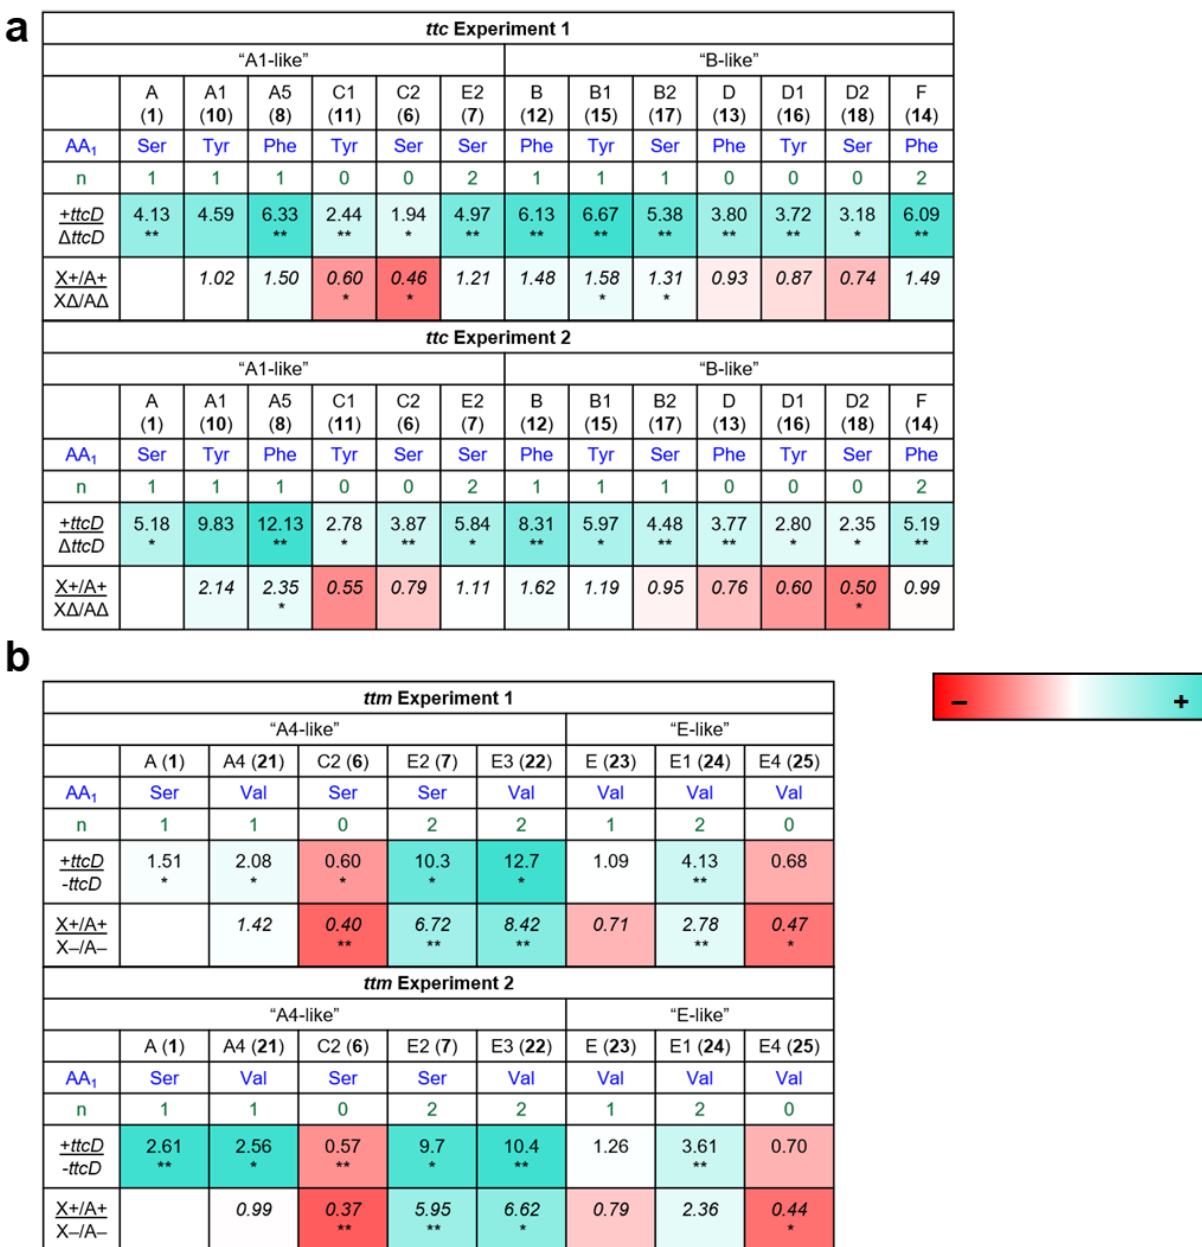 a
ttc Experiment 1
“A1-like” “B-like”
A A1 A5 C1 C2 E2 B B1 B2 D D1 D2 F
(1) (10) (8) (11) (6) (7) (12) (15) (17) (13) (16) (18) (14)
AA₁ Ser Tyr Phe Tyr Ser Ser Phe Tyr Ser Phe Tyr Ser Phe
n 1 1 1 0 0 2 1 1 1 0 0 0 2
+ttcD 4.13 4.59 6.33 2.44 1.94 4.97 6.13 6.67 5.38 3.80 3.72 3.18 6.09
ΔttcD ** ** ** * ** ** ** ** ** ** * **
X+/A+ 1.02 1.50 0.60 0.46 1.21 1.48 1.58 1.31 0.93 0.87 0.74 1.49
XΔ/AΔ * * * *
ttc Experiment 2
“A1-like” “B-like”
A A1 A5 C1 C2 E2 B B1 B2 D D1 D2 F
(1) (10) (8) (11) (6) (7) (12) (15) (17) (13) (16) (18) (14)
AA₁ Ser Tyr Phe Tyr Ser Ser Phe Tyr Ser Phe Tyr Ser Phe
n 1 1 1 0 0 2 1 1 1 0 0 0 2
+ttcD 5.18 9.83 12.13 2.78 3.87 5.84 8.31 5.97 4.48 3.77 2.80 2.35 5.19
ΔttcD * ** * ** * ** * ** ** * * **
X+/A+ 2.14 2.35 0.55 0.79 1.11 1.62 1.19 0.95 0.76 0.60 0.50 0.99
XΔ/AΔ * *
b
ttm Experiment 1
“A4-like” “E-like”
A (1) A4 (21) C2 (6) E2 (7) E3 (22) E (23) E1 (24) E4 (25)
AA₁ Ser Val Ser Ser Val Val Val Val
n 1 1 0 2 2 1 2 0
+ttcD 1.51 2.08 0.60 10.3 12.7 1.09 4.13 0.68
-ttcD * * * * * **
X+/A+ 1.42 0.40 6.72 8.42 0.71 2.78 0.47
X–/A– ** ** ** ** *
ttm Experiment 2
“A4-like” “E-like”
A (1) A4 (21) C2 (6) E2 (7) E3 (22) E (23) E1 (24) E4 (25)
AA₁ Ser Val Ser Ser Val Val Val Val
n 1 1 0 2 2 1 2 0
+ttcD 2.61 2.56 0.57 9.7 10.4 1.26 3.61 0.70
-ttcD ** * ** * ** **
X+/A+ 0.99 0.37 5.95 6.62 0.79 2.36 0.44
X–/A– ** ** * *
– +